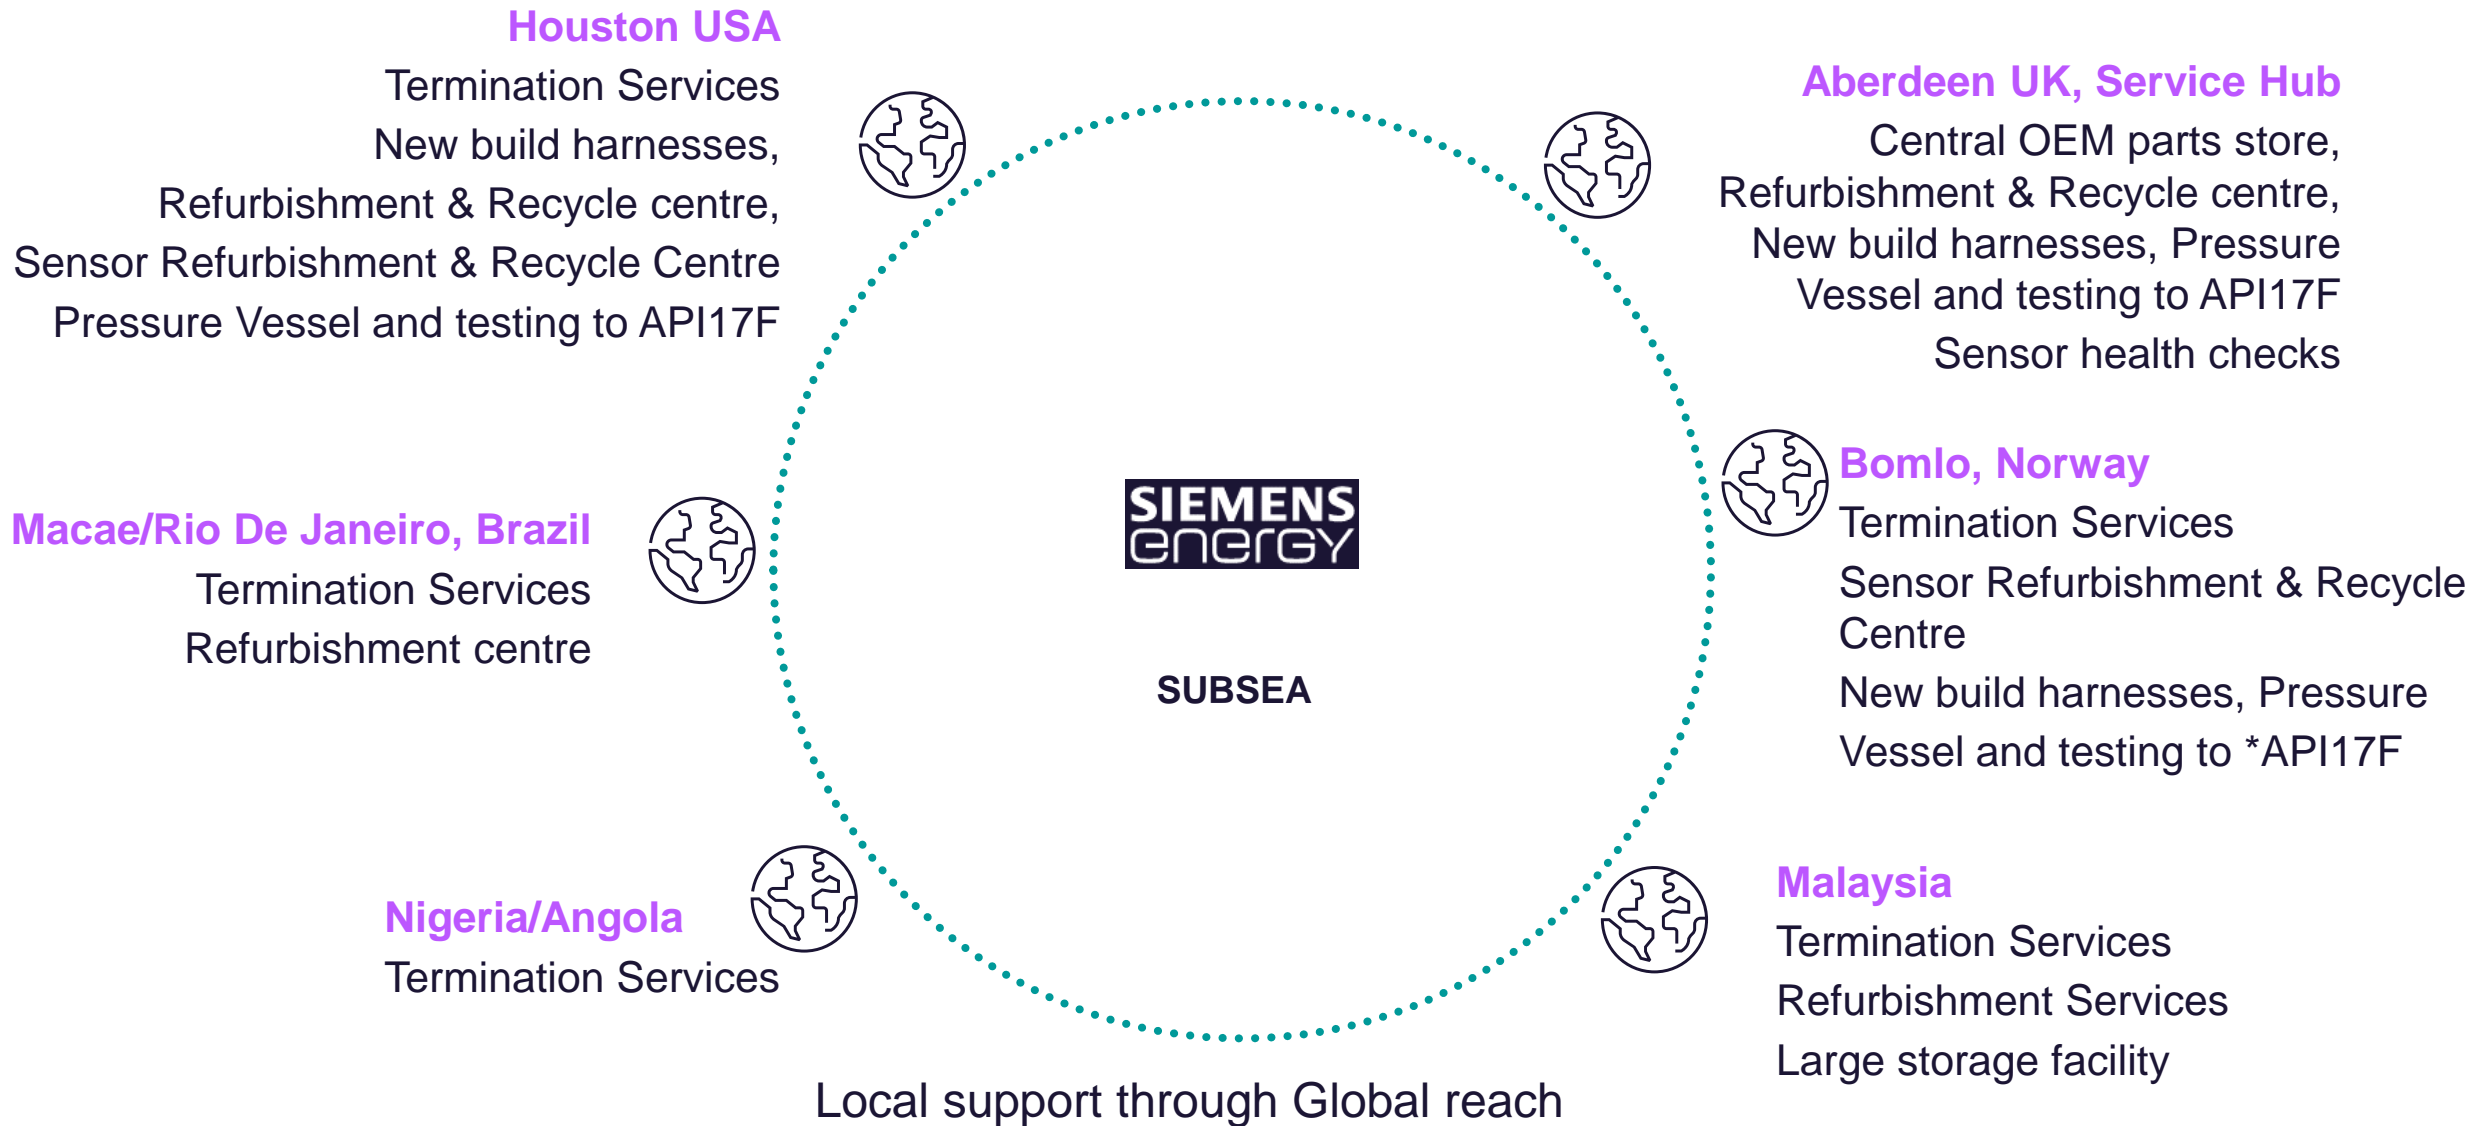 Houston USA
Termination Services
New build harnesses,
Refurbishment & Recycle centre,
Sensor Refurbishment & Recycle Centre
Pressure Vessel and testing to API17F
Aberdeen UK, Service Hub
Central OEM parts store,
Refurbishment & Recycle centre,
New build harnesses, Pressure
Vessel and testing to API17F
Sensor health checks
Macae/Rio De Janeiro, Brazil
Termination Services
Refurbishment centre
SIEMENS
energy
SUBSEA
Bomlo, Norway
Termination Services
Sensor Refurbishment & Recycle
Centre
New build harnesses, Pressure
Vessel and testing to *API17F
Nigeria/Angola
Termination Services
Malaysia
Termination Services
Refurbishment Services
Large storage facility
Local support through Global reach